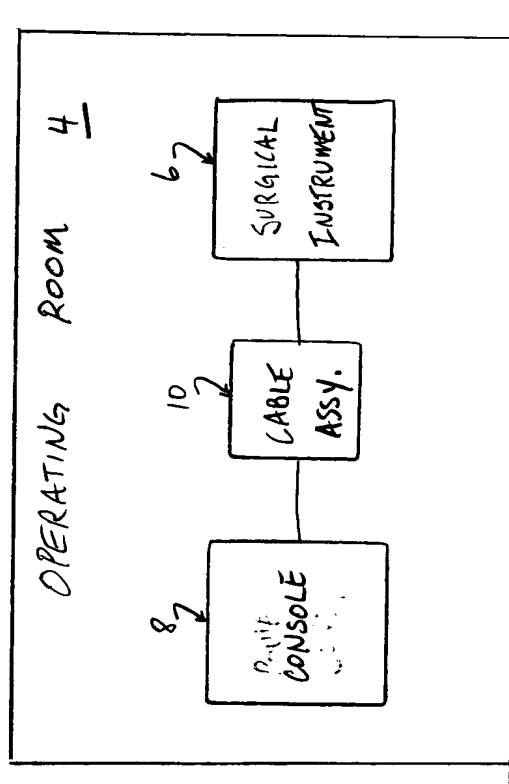 OPERATING ROOM 4
8
CONSOLE
10
CABLE
ASSY.
6
SURGICAL
INSTRUMENT